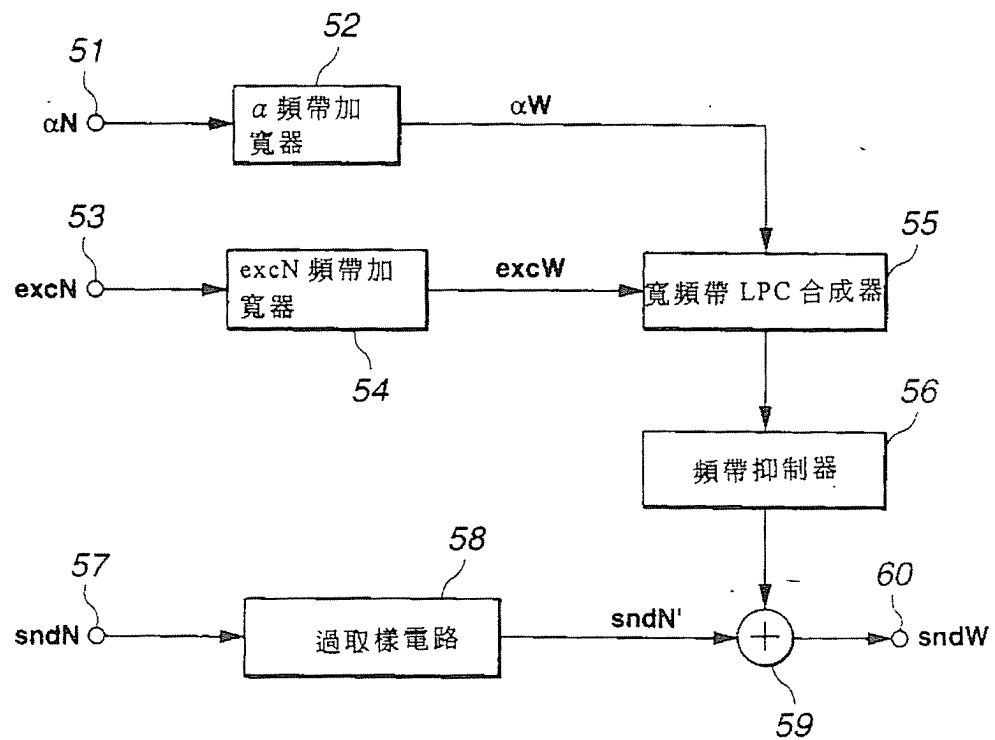 51
52
αN
α 頻帶加
寬器
αW
53
55
excN
excN 頻帶加
寬器
excW
寬頻帶 LPC 合成器
54
56
頻帶抑制器
57
58
60
sndN
過取樣電路
sndN'
+
sndW
59